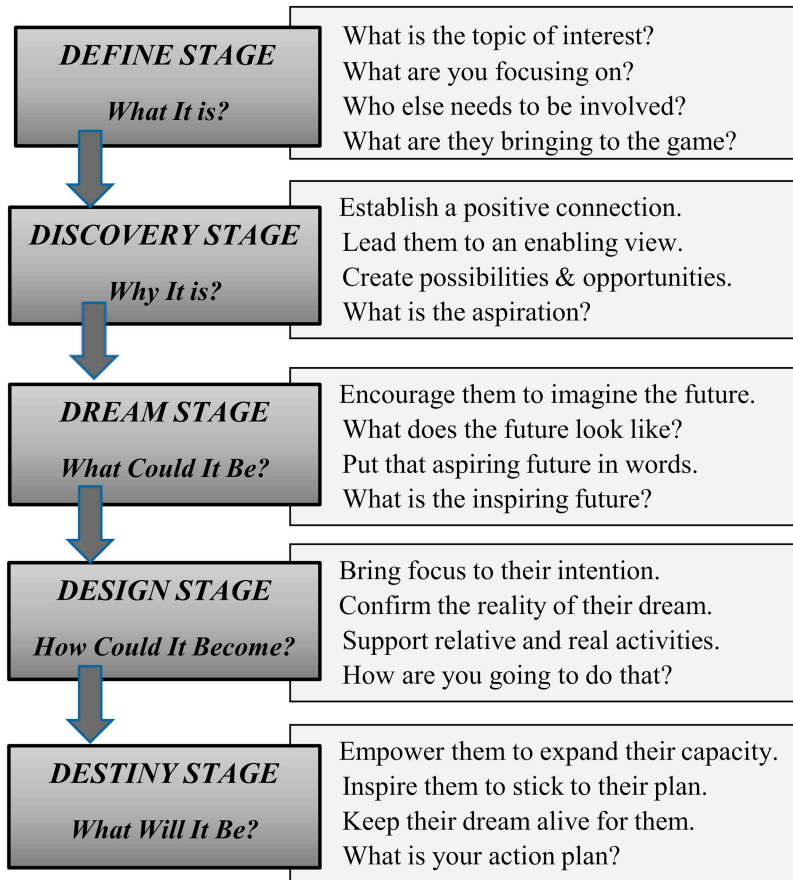 DEFINE STAGE
What It is?
What is the topic of interest?
What are you focusing on?
Who else needs to be involved?
What are they bringing to the game?
DISCOVERY STAGE
Why It is?
Establish a positive connection.
Lead them to an enabling view.
Create possibilities & opportunities.
What is the aspiration?
DREAM STAGE
What Could It Be?
Encourage them to imagine the future.
What does the future look like?
Put that aspiring future in words.
What is the inspiring future?
DESIGN STAGE
How Could It Become?
Bring focus to their intention.
Confirm the reality of their dream.
Support relative and real activities.
How are you going to do that?
DESTINY STAGE
What Will It Be?
Empower them to expand their capacity.
Inspire them to stick to their plan.
Keep their dream alive for them.
What is your action plan?